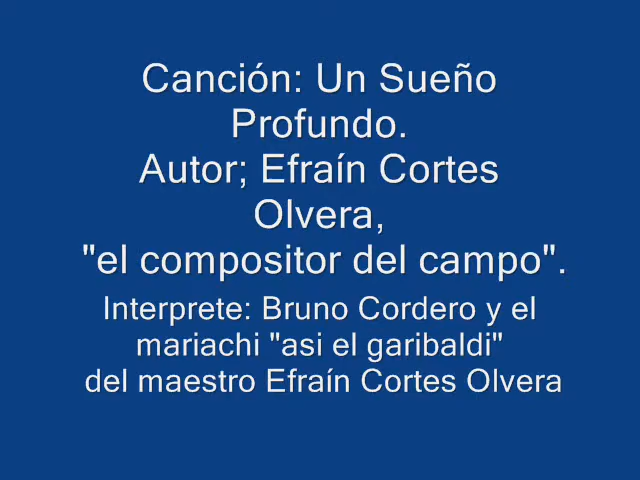 Canción: Un Sueño
Profundo.
Autor; Efraín Cortes
Olvera,
"el compositor del campo".
Interprete: Bruno Cordero y el
mariachi "asi el garibaldi"
del maestro Efraín Cortes Olvera